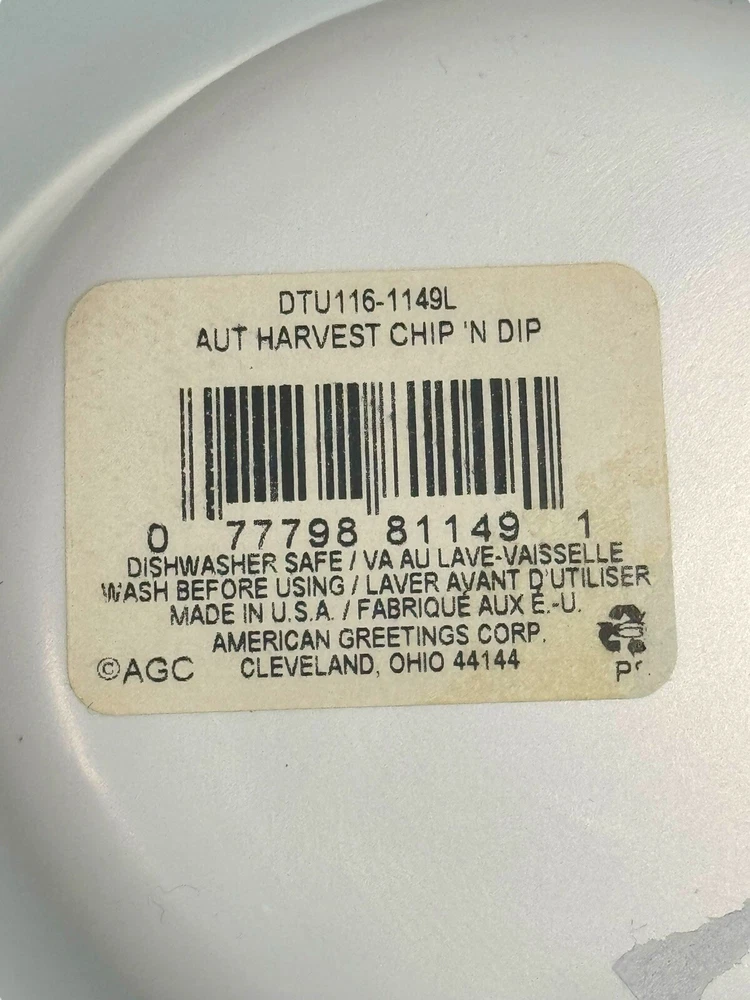 DTU116-1149L
AUT HARVEST CHIP 'N DIP
0 77798 81149 1
DISHWASHER SAFE / VA AU LAVE-VAISSELLE
WASH BEFORE USING / LAVER AVANT D'UTILISER
MADE IN U.S.A. / FABRIQUÉ AUX É.-U.
AMERICAN GREETINGS CORP.
©AGC CLEVELAND, OHIO 44144